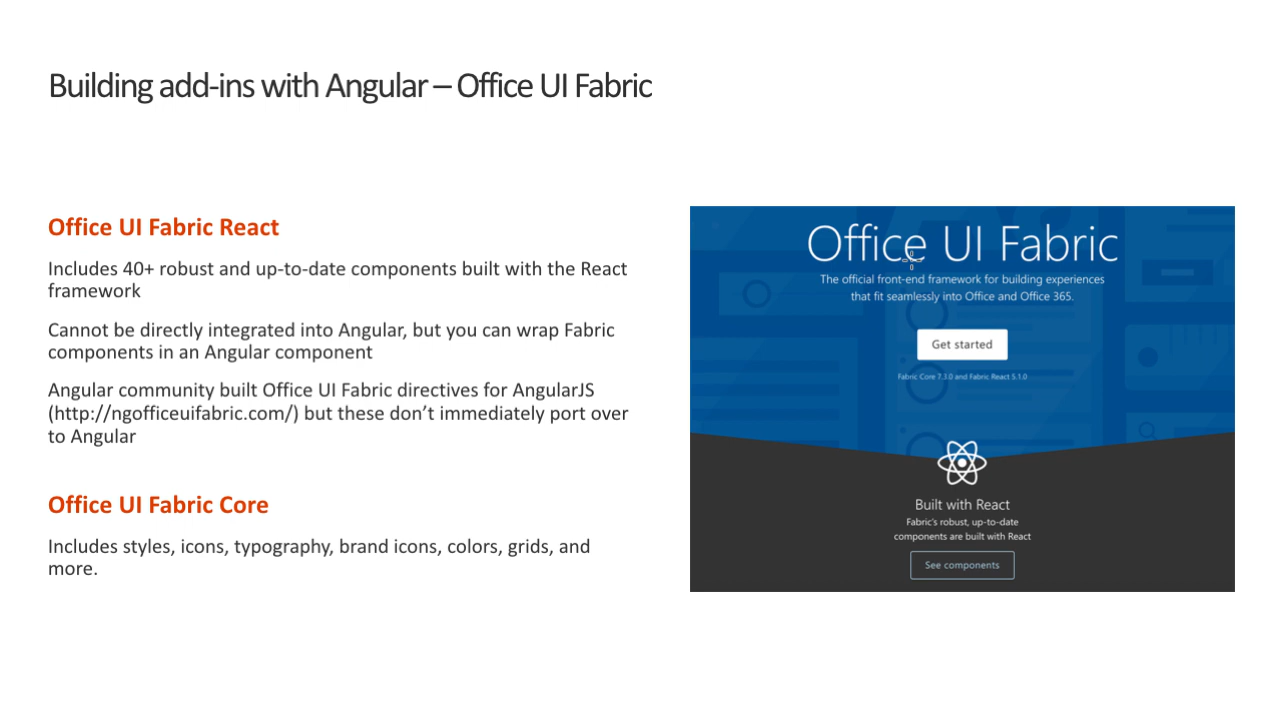 Building add-ins with Angular – Office UI Fabric
Office UI Fabric React
Includes 40+ robust and up-to-date components built with the React
framework
Cannot be directly integrated into Angular, but you can wrap Fabric
components in an Angular component
Angular community built Office UI Fabric directives for AngularJS
(http://ngofficeuifabric.com/) but these don’t immediately port over
to Angular
Office UI Fabric Core
Includes styles, icons, typography, brand icons, colors, grids, and
more.
Office UI Fabric
The official front-end framework for building experiences
that fit seamlessly into Office and Office 365.
Get started
Fabric Core 7.3.0 and Fabric React 5.1.0
Built with React
Fabric's robust, up-to-date
components are built with React
See components